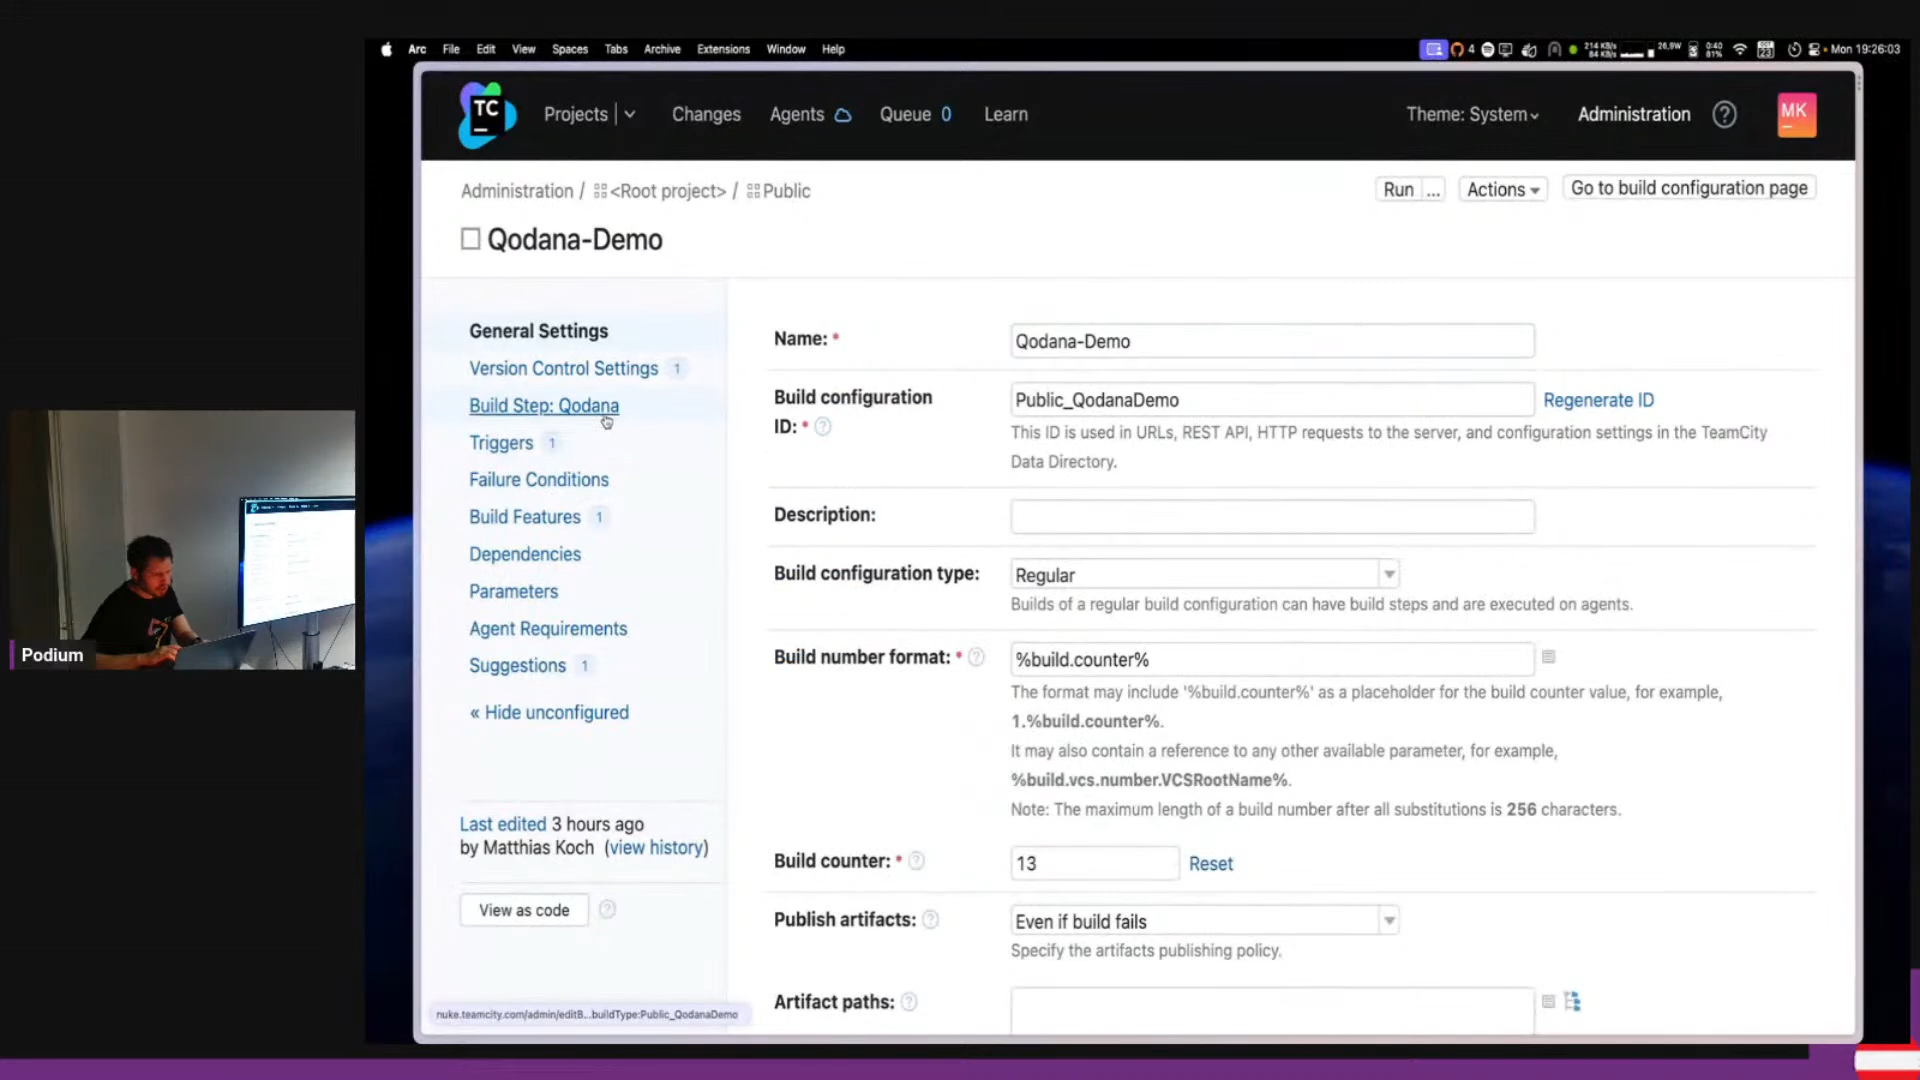 Arc File Edit View Spaces Tabs Archive Extensions Window Help
4 214 KB/s 84 KB/s 26,9W 0:40 81% Mon 19:26:03
TC Projects Changes Agents Queue 0 Learn Theme: System Administration ? MK
Administration / <Root project> / Public
Run ... Actions Go to build configuration page
Qodana-Demo
General Settings
Version Control Settings 1
Build Step: Qodana
Triggers 1
Failure Conditions
Build Features 1
Dependencies
Parameters
Agent Requirements
Suggestions 1
« Hide unconfigured
Last edited 3 hours ago
by Matthias Koch (view history)
View as code ?
Name: * Qodana-Demo
Build configuration
ID: * ? Public_QodanaDemo Regenerate ID
This ID is used in URLs, REST API, HTTP requests to the server, and configuration settings in the TeamCity
Data Directory.
Description:
Build configuration type: Regular
Builds of a regular build configuration can have build steps and are executed on agents.
Build number format: * ? %build.counter%
The format may include '%build.counter%' as a placeholder for the build counter value, for example,
1.%build.counter%.
It may also contain a reference to any other available parameter, for example,
%build.vcs.number.VCSRootName%.
Note: The maximum length of a build number after all substitutions is 256 characters.
Build counter: * ? 13 Reset
Publish artifacts: ? Even if build fails
Specify the artifacts publishing policy.
Artifact paths: ?
nuke.teamcity.com/admin/editB...buildType:Public_QodanaDemo
Podium